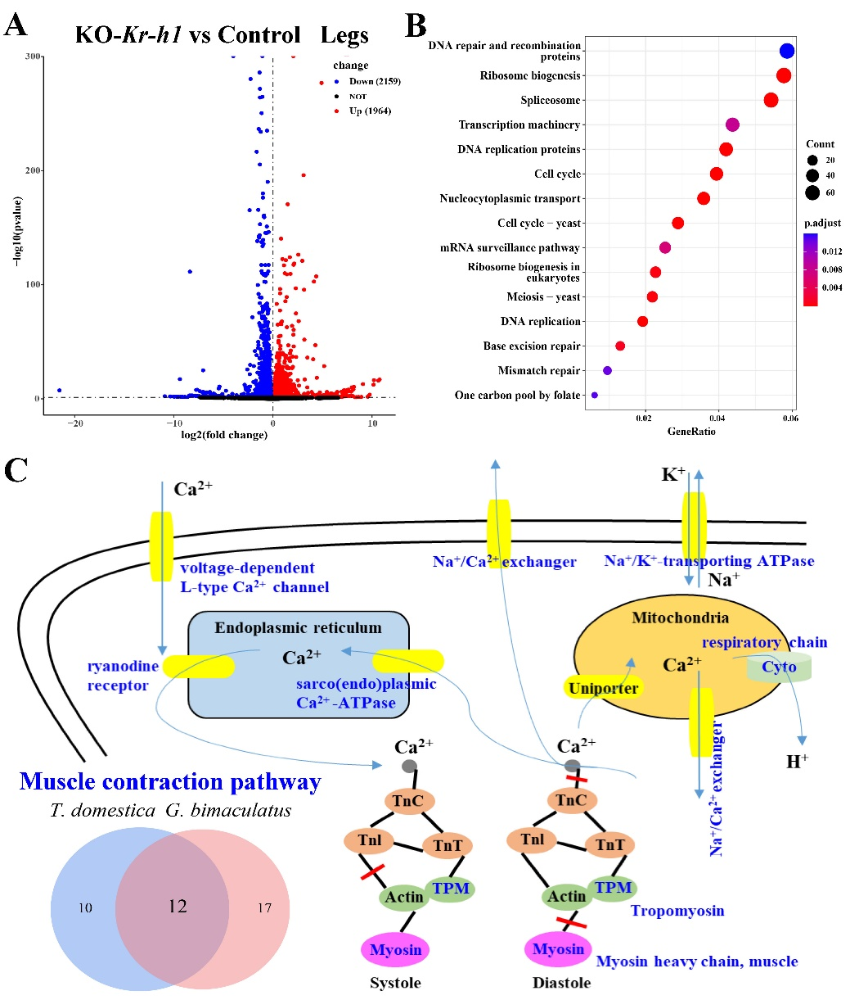 A
KO-Kr-h1 vs Control Legs
change
Down (2159)
NOT
Up (1964)
300
200
100
0
−log10(pvalue)
−20
−10
0
10
log2(fold change)
B
DNA repair and recombination
proteins
Ribosome biogenesis
Spliceosome
Transcription machinery
DNA replication proteins
Cell cycle
Nucleocytoplasmic transport
Cell cycle − yeast
mRNA surveillance pathway
Ribosome biogenesis in
eukaryotes
Meiosis − yeast
DNA replication
Base excision repair
Mismatch repair
One carbon pool by folate
0.02
0.04
0.06
GeneRatio
Count
20
40
60
p.adjust
0.012
0.008
0.004
C
Ca²⁺
K⁺
voltage-dependent
L-type Ca²⁺ channel
Na⁺/Ca²⁺ exchanger
Na⁺/K⁺-transporting ATPase
Na⁺
Endoplasmic reticulum
Ca²⁺
ryanodine
receptor
sarco(endo)plasmic
Ca²⁺-ATPase
Mitochondria
respiratory chain
Ca²⁺
Cyto
Uniporter
Na⁺/Ca²⁺ exchanger
H⁺
Muscle contraction pathway
T. domestica G. bimaculatus
10
12
17
Ca²⁺
TnC
Tnl
TnT
Actin
TPM
Myosin
Systole
Ca²⁺
TnC
Tnl
TnT
Actin
TPM
Tropomyosin
Myosin
Myosin heavy chain, muscle
Diastole